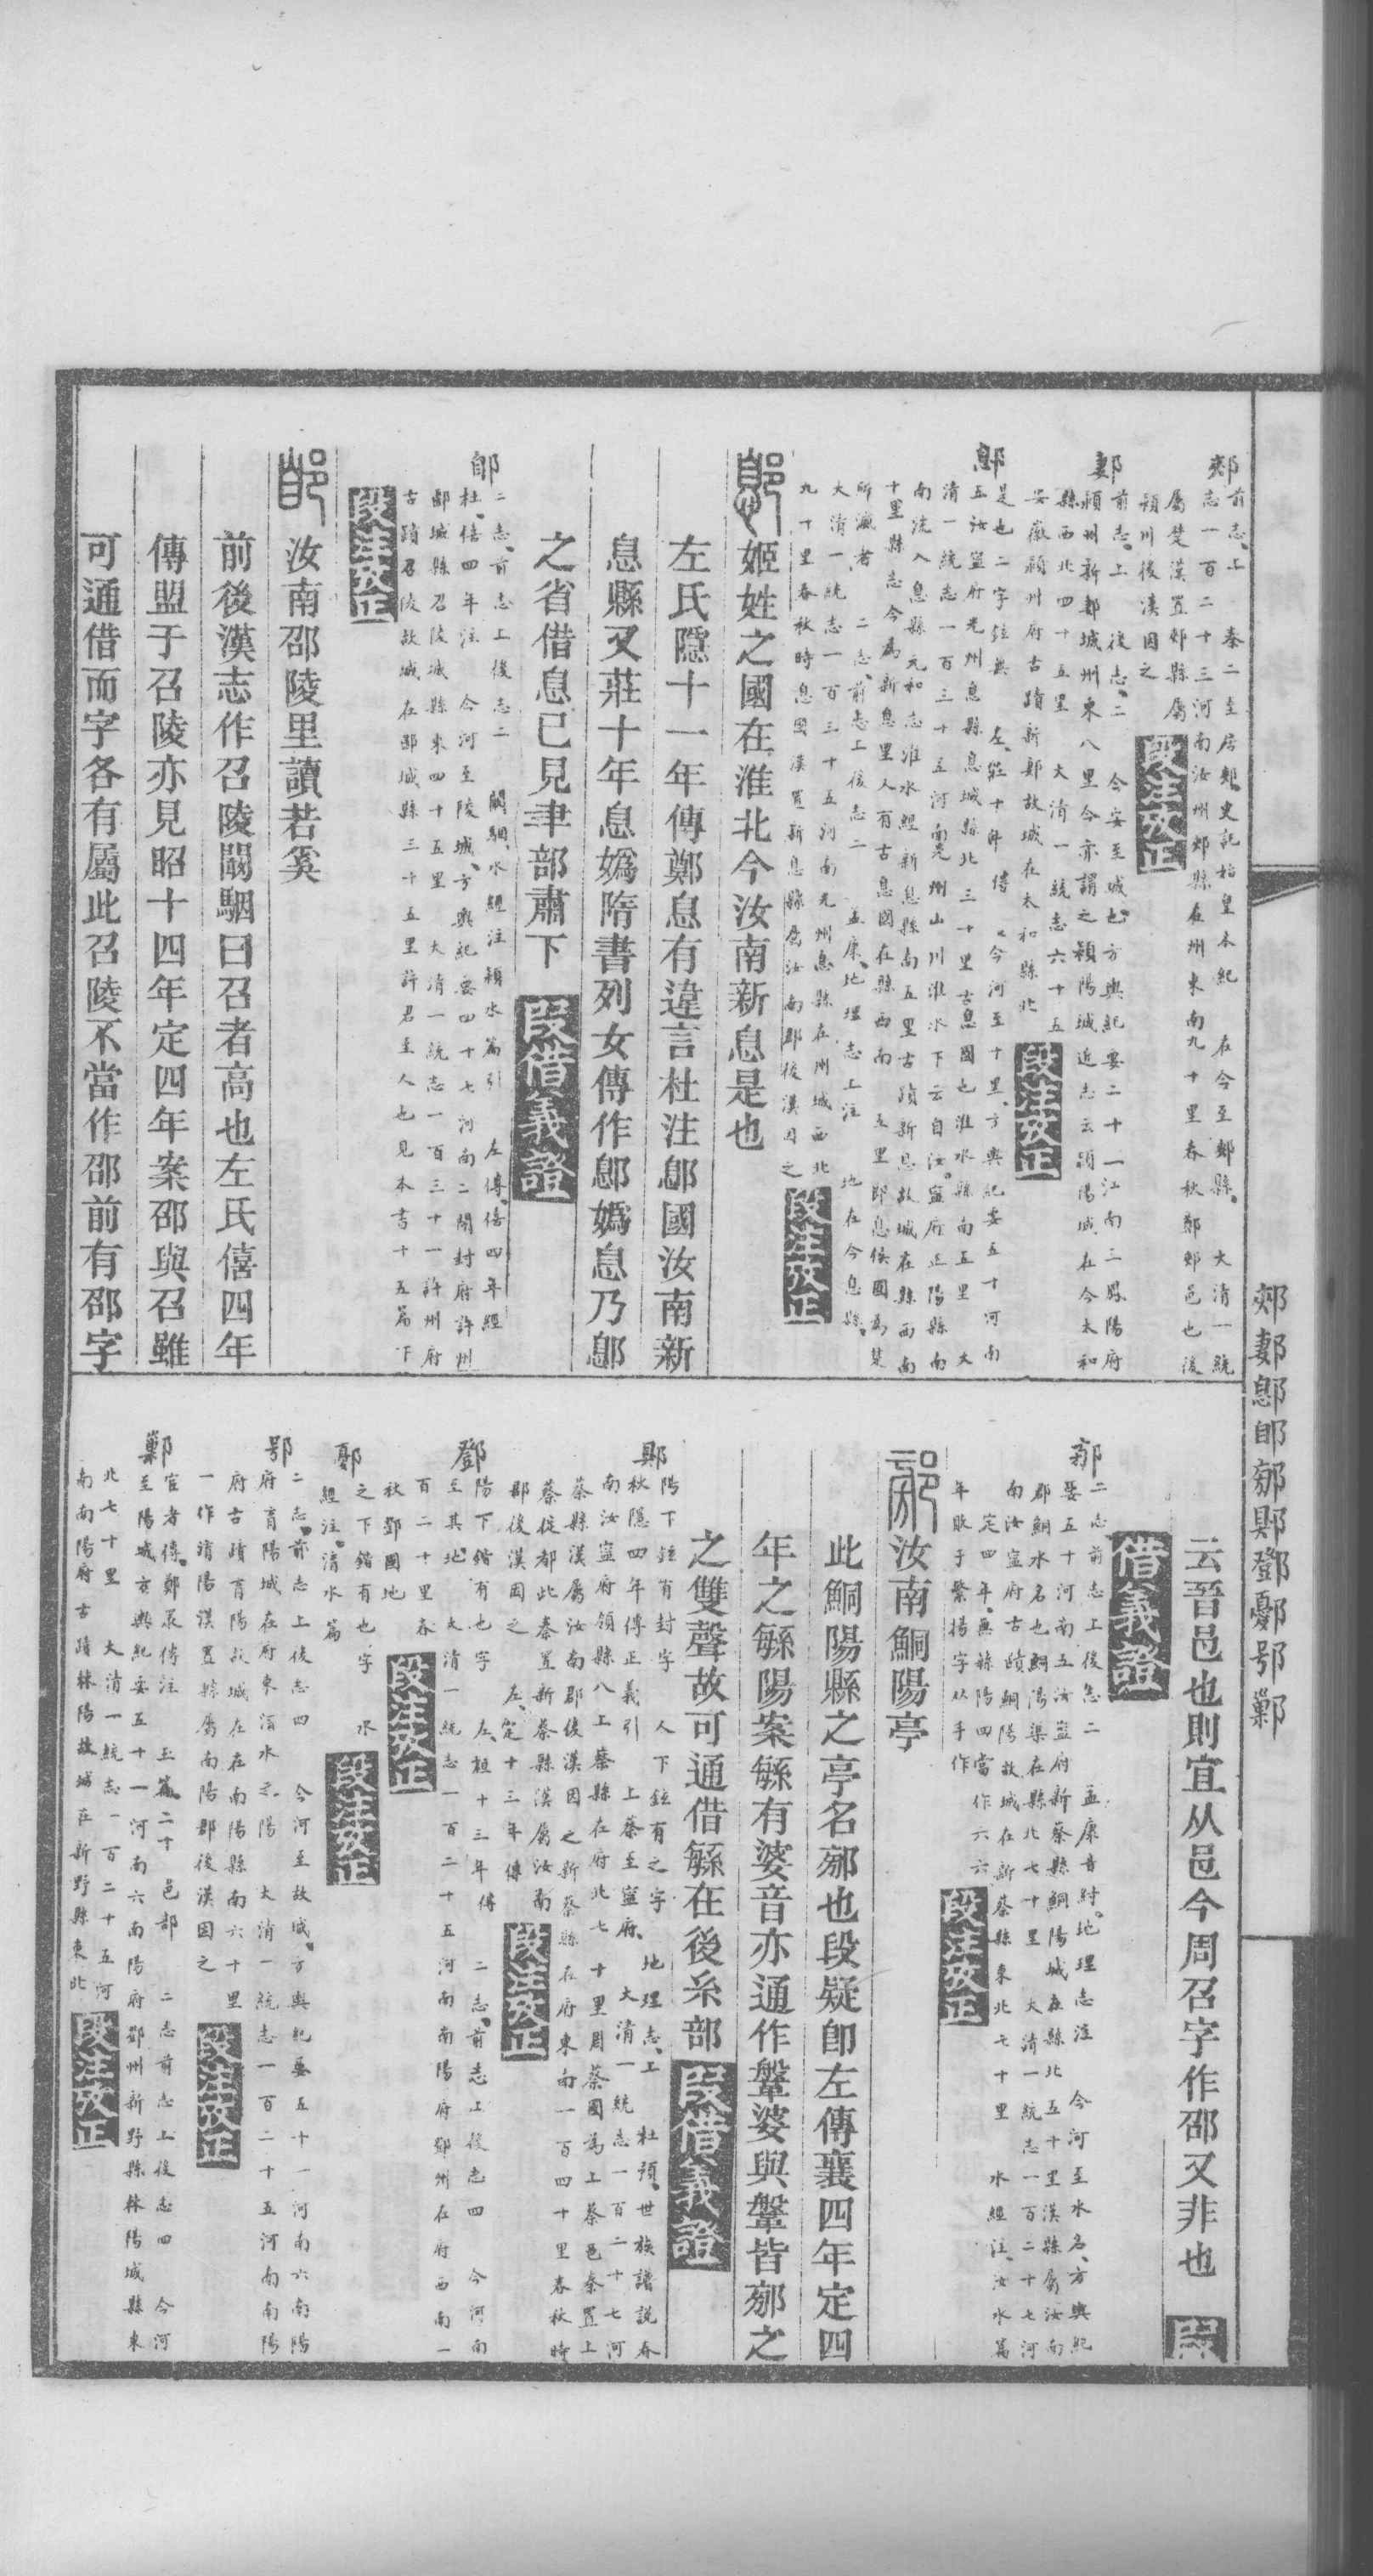 郟
前志上 秦二至居郟史記始皇本紀 在今至郟縣 大清一統
志一百二十三河南汝州郟縣在州東南九十里春秋鄭郟邑也後
屬楚漢置郟縣屬
潁川後漢因之
段注攷正
郪
前志上 後志二 今安至城也方輿紀要二十一江南三鳳陽府
潁州新郪城州東八里今亦謂之潁陽城近志云潁陽城在今太和
縣西北四十五里 大清一統志六十五
安徽潁州府古蹟新郪故城在太和縣北
段注攷正
鄎
是也二字註無 左莊十年傳 今河至十里方輿紀要五十河南
五汝寧府光州息縣息城縣北三十里古息國也淮水縣南五里 大
清一統志一百三十五河南光州山川淮水下云自汝寧府正陽縣南
南流入息縣元和志淮水經新息縣南五里古蹟新息故城在縣西南
十里縣志今為新息里人有古息國在縣西南 五里即息侯國為楚
所滅者 二志前志上後志二 孟康地理志上注 地在今息縣
大清一統志一百三十五河南光州息縣在州城西北
九十里春秋時息國漢置新息縣屬汝南郡後漢因之
段注攷正
鄎 姬姓之國在淮北今汝南新息是也
左氏隱十一年傳鄭息有違言杜注鄎國汝南新
息縣又莊十年息媯隋書列女傳作鄎媯息乃鄎
之省借息已見聿部肅下 段借義證
郋
二志前志上後志二 闞駰水經注潁水篇引 左傳僖四年經
杜僖四年注 今河至陵城方輿紀要四十七河南二開封府許州
郾城縣召陵城縣東四十五里 大清一統志一百三十一許州府
古蹟召陵故城在郾城縣三十五里許君至人也見本書十五篇下
段注攷正
郋 汝南邵陵里讀若奚
前後漢志作召陵闞駰曰召者高也左氏僖四年
傳盟于召陵亦見昭十四年定四年案邵與召雖
可通借而字各有屬此召陵不當作邵前有邵字
郟郪鄎郋𨛭郹鄧鄾鄂鄛
云晉邑也則宜从邑今周召字作邵又非也 段
借義證
𨛭
二志前志上後志二 孟康音紂地理志注 今河至水名方輿紀
要五十河南五汝寧府新蔡縣鮦陽城在縣北五十里漢縣屬汝南
郡鮦水名也鮦陽渠在縣北七十里 大清一統志一百二十七河
南汝寧府古蹟鮦陽故城在新蔡縣東北七十里 水經注汝水篇
定四年無緐陽四當作六六
年敗于繁揚字从手作
段注攷正
𨛭 汝南鮦陽亭
此鮦陽縣之亭名𨛭也段疑卽左傳襄四年定四
年之緐陽案緐有婆音亦通作鞶婆與鞶皆𨛭之
之雙聲故可通借緐在後糸部 段借義證
郹
陽下鍇有封字 人下鉉有之字 地理志上 杜預世族譜說春
秋隱四年傳正義引 上蔡至寧府 大清一統志一百二十七河
南汝寧府領縣八上蔡縣在府北七十里周蔡國為上蔡邑秦置上
蔡縣漢屬汝南郡後漢因之新蔡縣在府東南一百四十里春秋時
蔡徙都此秦置新蔡縣漢屬汝南
郡後漢因之 左定十三年傳
段注攷正
鄧
陽下鍇有也字 左桓十三年傳 二志前志上後志四 今河南
至其地 大清一統志一百二十五河南南陽府鄧州在府西南一
百二十里春
秋鄧國地
段注攷正
鄾
之下鍇有也字 水
經注淯水篇
段注攷正
鄂
二志前志上後志四 今河至故城方輿紀要五十一河南六南陽
府育陽城在府東淯水之陽 大清一統志一百二十五河南南陽
府古蹟育陽故城在在南陽縣南六十里
一作淯陽漢置縣屬南陽郡後漢因之
段注攷正
鄛
宦者傳鄭眾傳注 玉篇二十邑部 二志前志上後志四 今河
至陽城方輿紀要五十一河南六南陽府鄧州新野縣棘陽城縣東
北七十里 大清一統志一百二十五河
南南陽府古蹟棘陽故城在新野縣東北
段注攷正